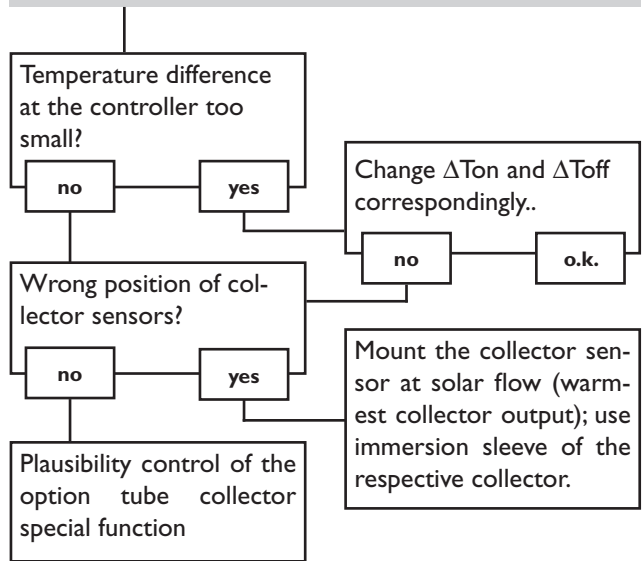 Temperature difference
at the controller too
small?
no
yes
Change ΔTon and ΔToff
correspondingly..
no
o.k.
Wrong position of col-
lector sensors?
no
yes
Mount the collector sen-
sor at solar flow (warm-
est collector output); use
immersion sleeve of the
respective collector.
Plausibility control of the
option tube collector
special function